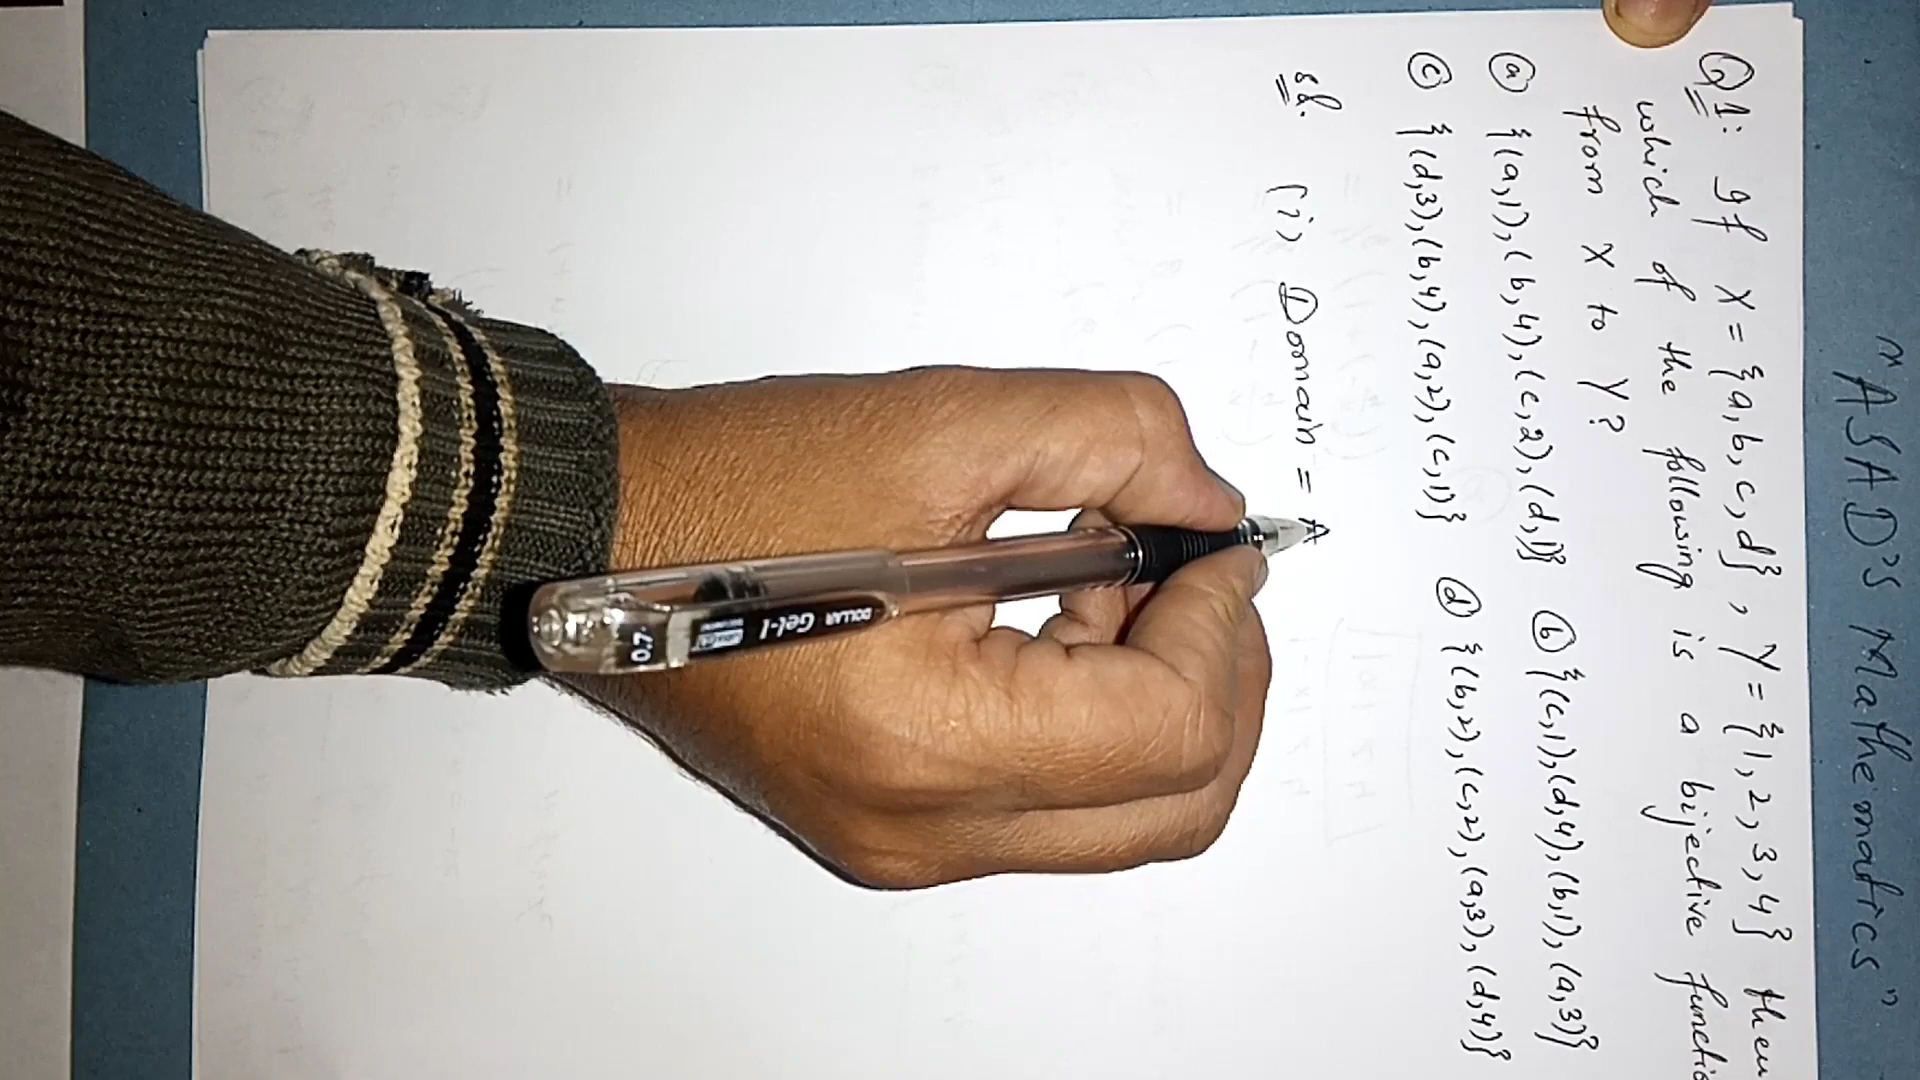 "ASAD's Mathematics"
Q1: If X = {a,b,c,d}, Y = {1,2,3,4} then
which of the following is a bijective functio
from X to Y?
(a) {(a,1),(b,4),(c,2),(d,1)} (b) {(c,1),(d,4),(b,1),(a,3)}
(c) {(d,3),(b,4),(a,2),(c,1)} (d) {(b,2),(c,2),(a,3),(d,4)}
Sol. (i) Domain = A
DOLLAR Gel-1
0.7